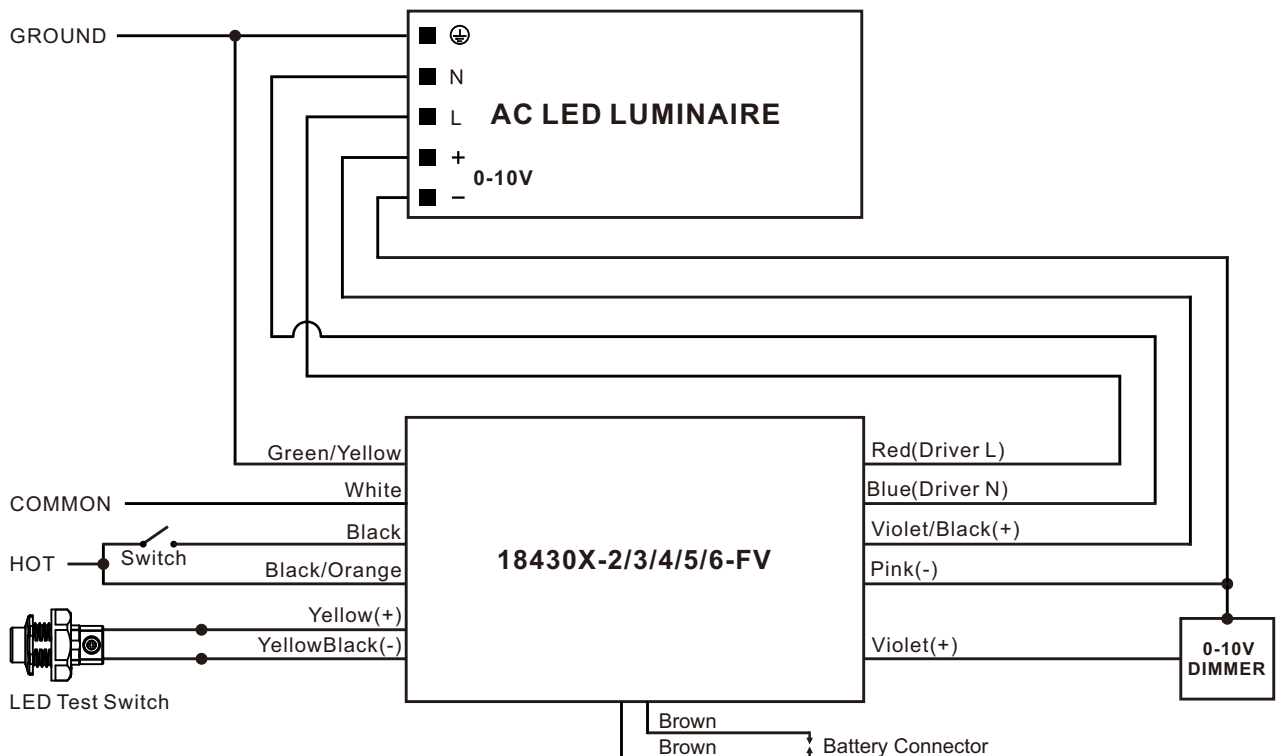 GROUND
N
L
AC LED LUMINAIRE
+
0-10V
−
Green/Yellow
Red(Driver L)
White
Blue(Driver N)
COMMON
Black
Violet/Black(+)
HOT
Switch
18430X-2/3/4/5/6-FV
Black/Orange
Pink(-)
Yellow(+)
YellowBlack(-)
Violet(+)
0-10V
DIMMER
LED Test Switch
Brown
Brown
Battery Connector